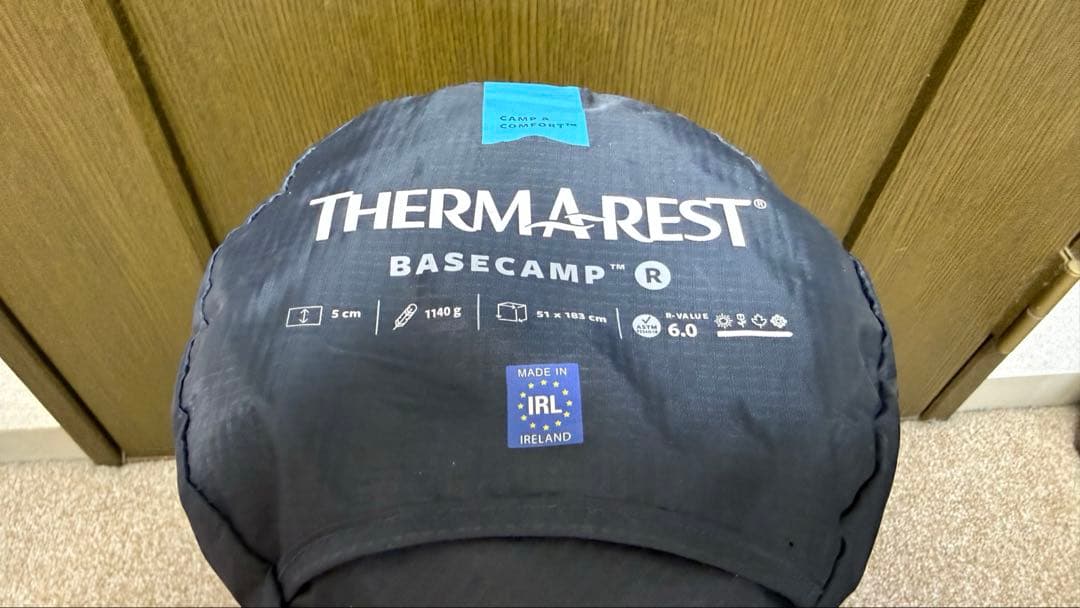 CAMP &
COMFORT™
THERMAREST®
BASECAMP™ R
5 cm
1140 g
51 x 183 cm
ASTM
R-VALUE
6.0
MADE IN
IRL
IRELAND